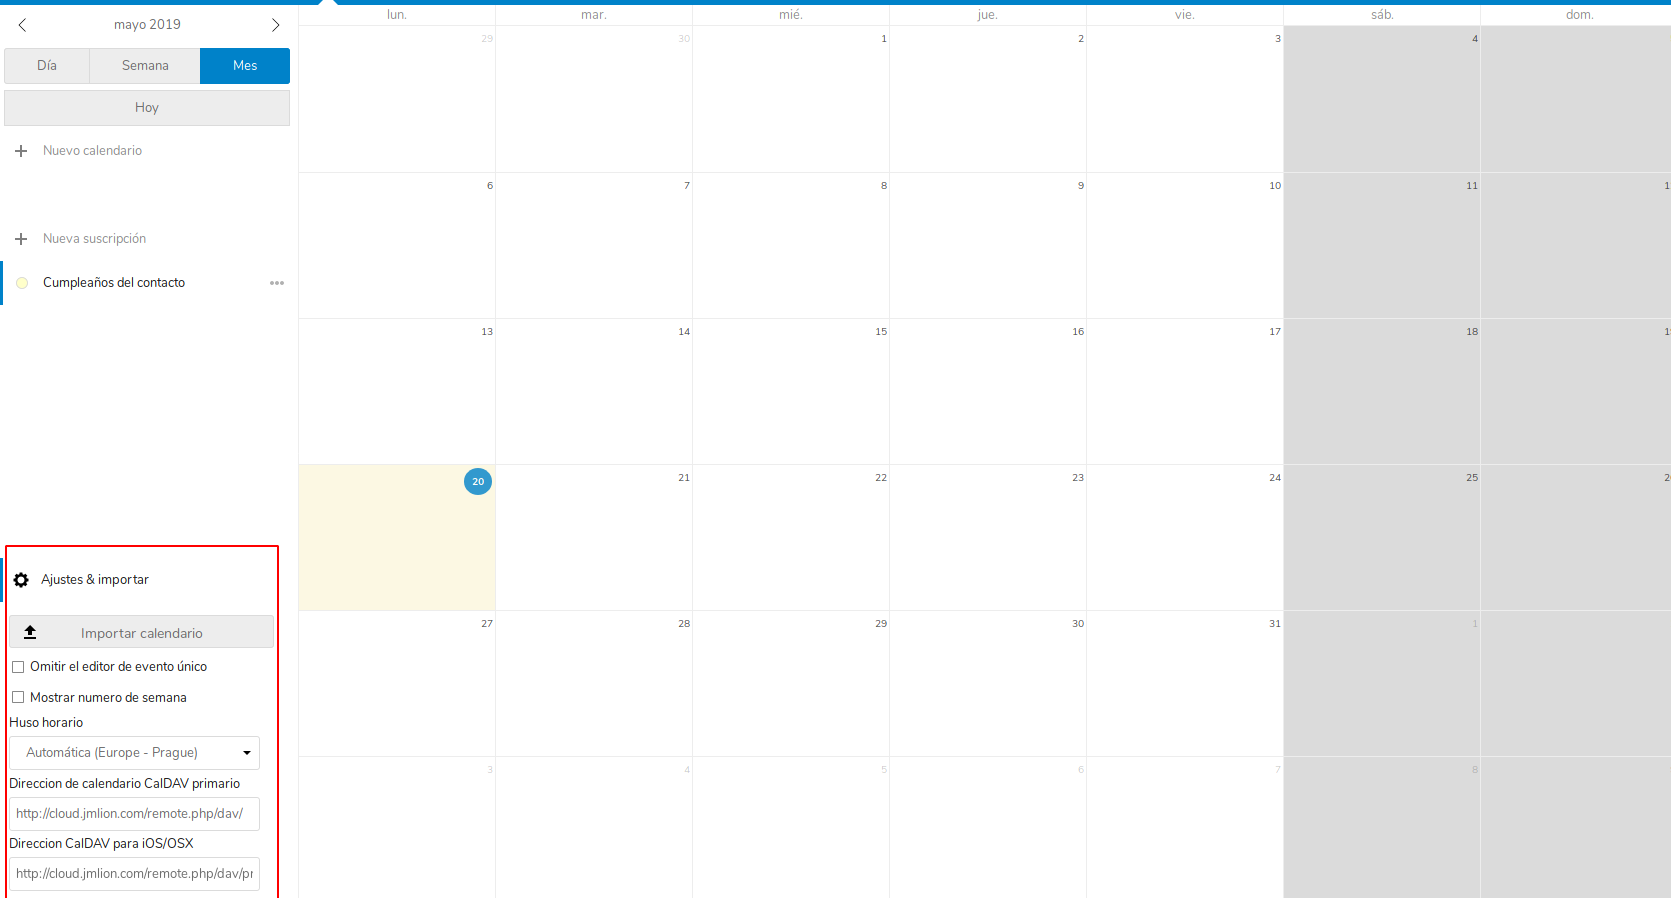 mayo 2019
Día Semana Mes
Hoy
Nuevo calendario
Nueva suscripción
Cumpleaños del contacto
Ajustes & importar
Importar calendario
Omitir el editor de evento único
Mostrar numero de semana
Huso horario
Automática (Europe - Prague)
Direccion de calendario CalDAV primario
http://cloud.jmlion.com/remote.php/dav/
Direccion CalDAV para iOS/OSX
http://cloud.jmlion.com/remote.php/dav/pr
lun. mar. mié. jue. vie. sáb. dom.
29 30 1 2 3 4
6 7 8 9 10 11
13 14 15 16 17 18
20 21 22 23 24 25
27 28 29 30 31 1
3 4 5 6 7 8